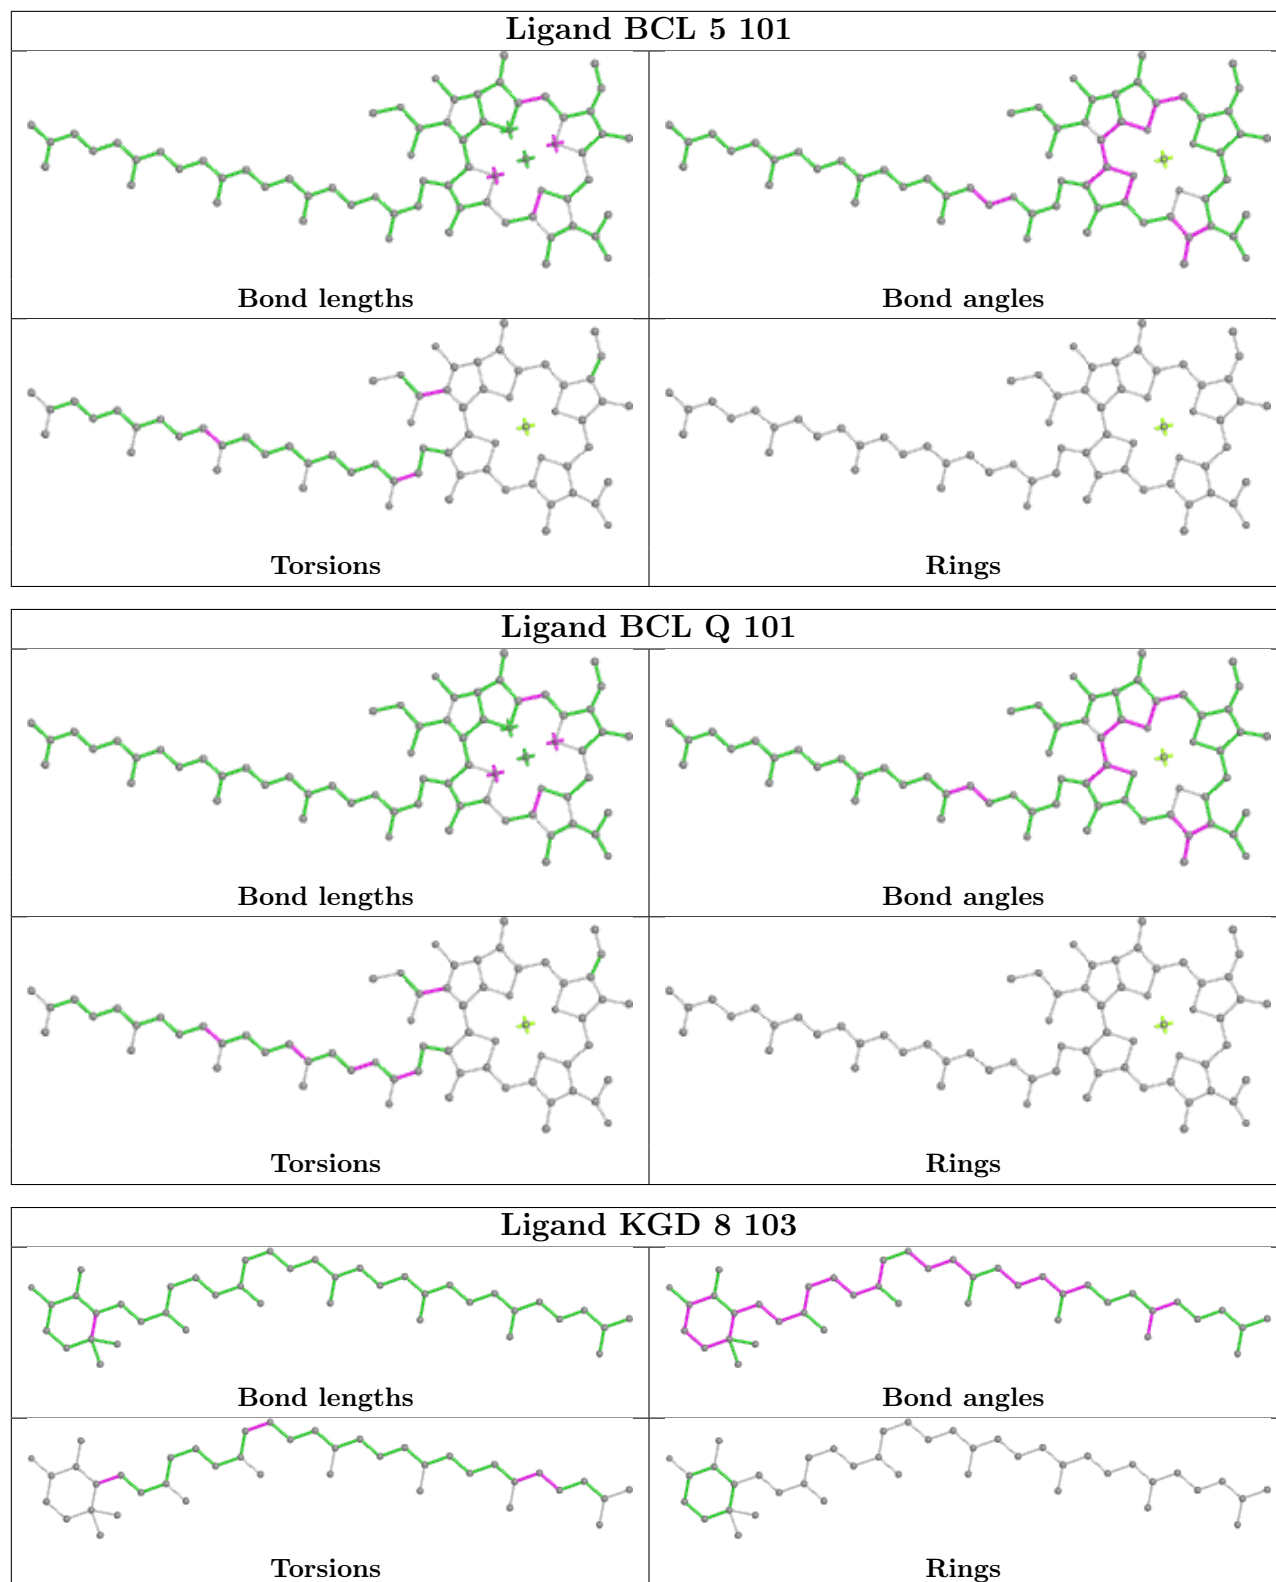 Ligand BCL 5 101
Bond lengths
Bond angles
Torsions
Rings
Ligand BCL Q 101
Bond lengths
Bond angles
Torsions
Rings
Ligand KGD 8 103
Bond lengths
Bond angles
Torsions
Rings